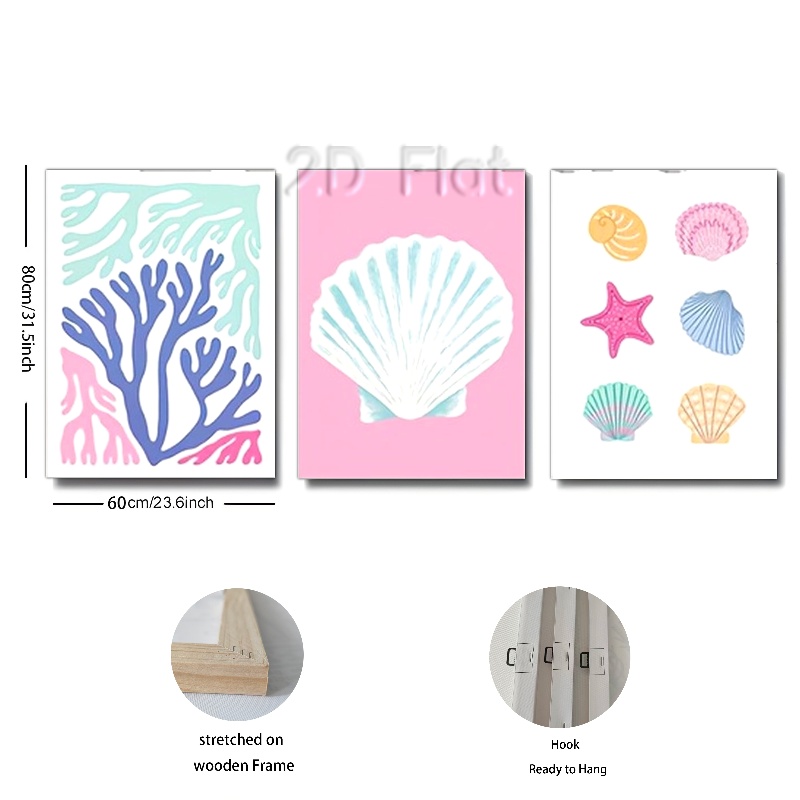 2D Flat
80cm/31.5inch
60cm/23.6inch
stretched on
wooden Frame
Hook
Ready to Hang